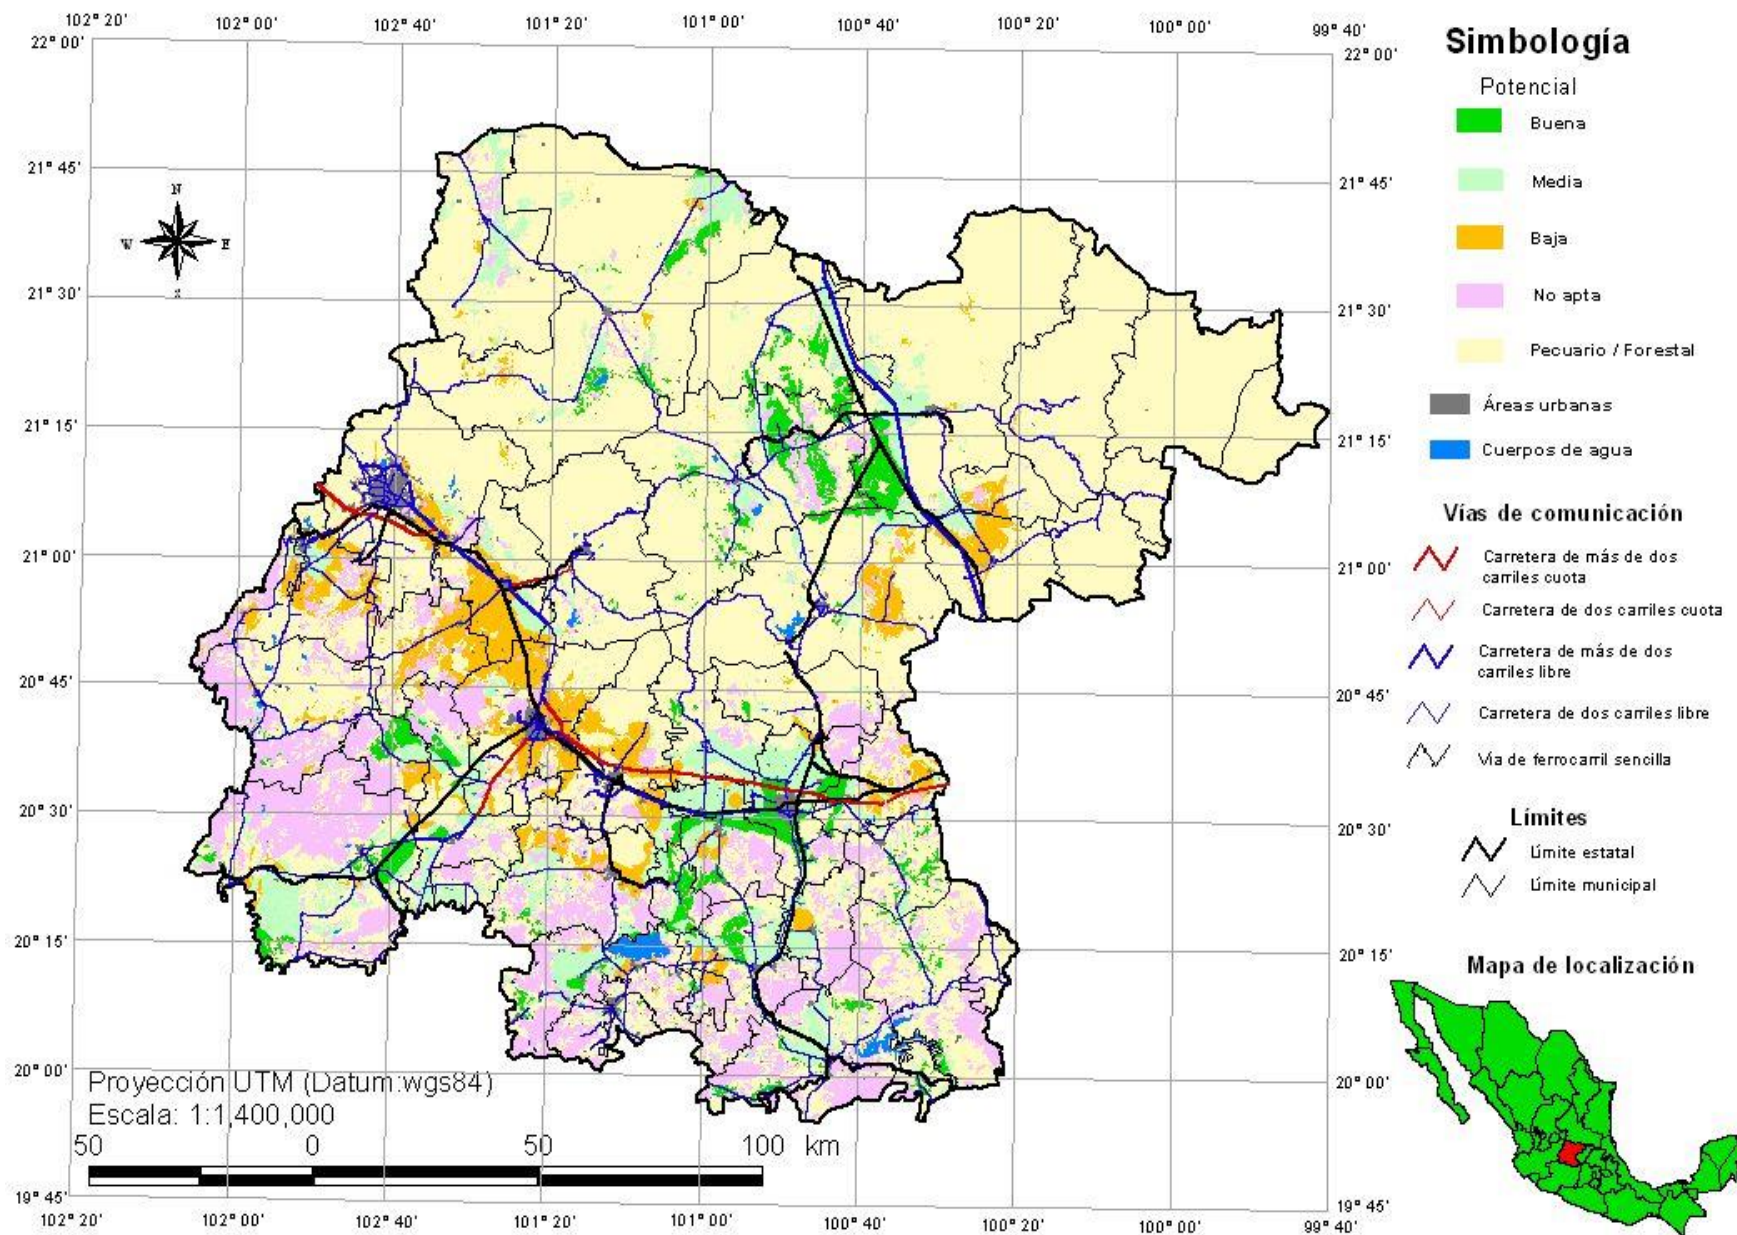 102° 20'
102° 00'
102° 40'
101° 20'
101° 00'
100° 40'
100° 20'
100° 00'
99° 40'
22° 00'
22° 00'
21° 45'
21° 45'
21° 30'
21° 30'
21° 15'
21° 15'
21° 00'
21° 00'
20° 45'
20° 45'
20° 30'
20° 30'
20° 15'
20° 15'
20° 00'
20° 00'
19° 45'
19° 45'
N
W
E
S
Proyección UTM (Datum:wgs84)
Escala: 1:1,400,000
50 0 50 100 km
102° 20'
102° 00'
102° 40'
101° 20'
101° 00'
100° 40'
100° 20'
100° 00'
99° 40'
Simbología
Potencial
Buena
Media
Baja
No apta
Pecuario / Forestal
Áreas urbanas
Cuerpos de agua
Vías de comunicación
Carretera de más de dos
carriles cuota
Carretera de dos carriles cuota
Carretera de más de dos
carriles libre
Carretera de dos carriles libre
Vía de ferrocarril sencilla
Límites
Límite estatal
Límite municipal
Mapa de localización